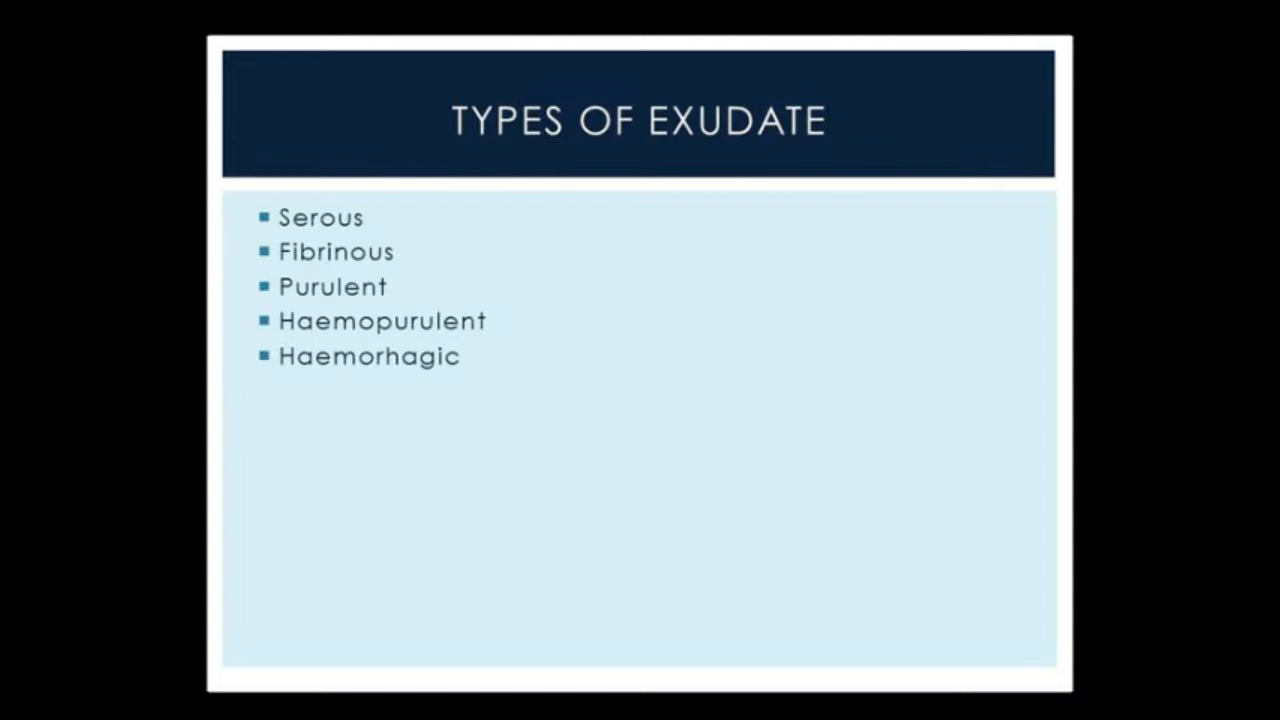 TYPES OF EXUDATE
▪ Serous
▪ Fibrinous
▪ Purulent
▪ Haemopurulent
▪ Haemorhagic